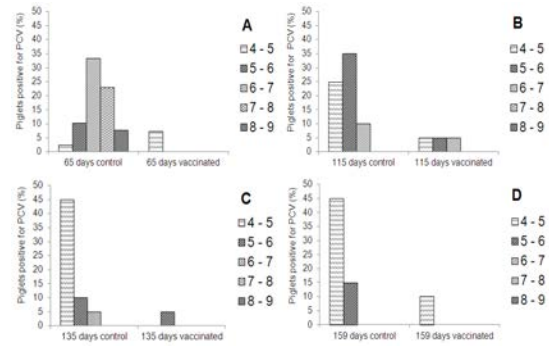 A
Piglets positive for PCV (%)
50
45
40
35
30
25
20
15
10
5
0
65 days control
65 days vaccinated
4 - 5
5 - 6
6 - 7
7 - 8
8 - 9
B
Piglets positive for PCV (%)
50
45
40
35
30
25
20
15
10
5
0
115 days control
115 days vaccinated
4 - 5
5 - 6
6 - 7
7 - 8
8 - 9
C
Piglets positive for PCV (%)
50
45
40
35
30
25
20
15
10
5
0
135 days control
135 days vaccinated
4 - 5
5 - 6
6 - 7
7 - 8
8 - 9
D
Piglets positive for PCV (%)
50
45
40
35
30
25
20
15
10
5
0
159 days control
159 days vaccinated
4 - 5
5 - 6
6 - 7
7 - 8
8 - 9